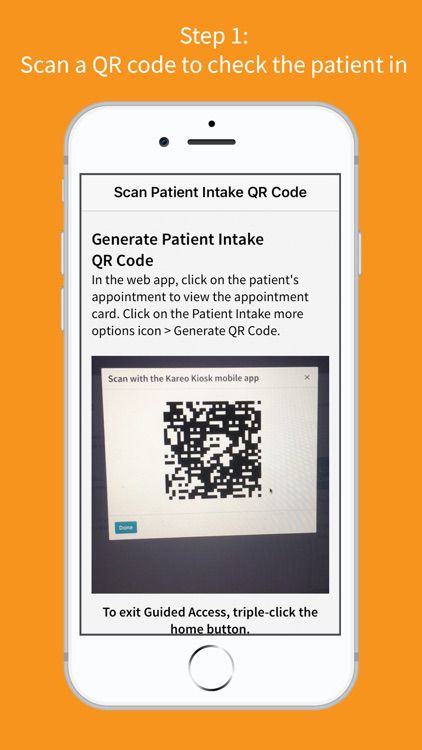 Step 1:
Scan a QR code to check the patient in
Scan Patient Intake QR Code
Generate Patient Intake
QR Code
In the web app, click on the patient's
appointment to view the appointment
card. Click on the Patient Intake more
options icon > Generate QR Code.
Scan with the Kareo Kiosk mobile app ×
Done
To exit Guided Access, triple-click the
home button.